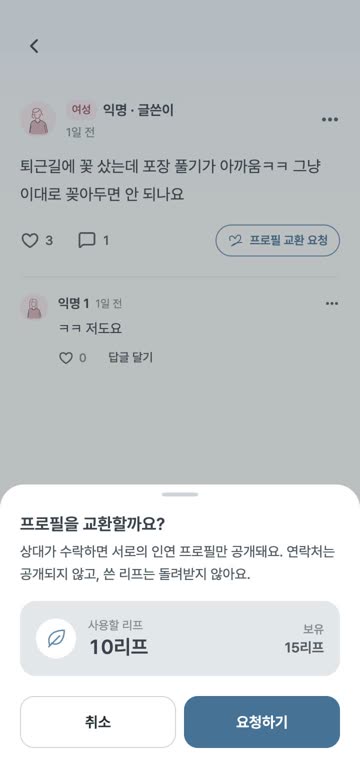 여성 익명 · 글쓴이
1일 전
퇴근길에 꽃 샀는데 포장 풀기가 아까움ㅋㅋ 그냥
이대로 꽂아두면 안 되나요
3 1 프로필 교환 요청
익명 1 1일 전
ㅋㅋ 저도요
0 답글 달기
프로필을 교환할까요?
상대가 수락하면 서로의 인연 프로필만 공개돼요. 연락처는
공개되지 않고, 쓴 리프는 돌려받지 않아요.
사용할 리프
10리프
보유
15리프
취소
요청하기